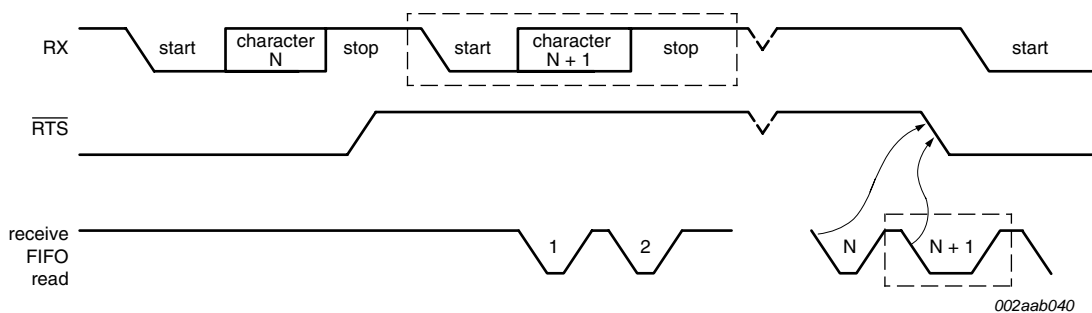 RX
start
character
N
stop
start
character
N + 1
stop
start
RTS
receive
FIFO
read
1
2
N
N + 1
002aab040